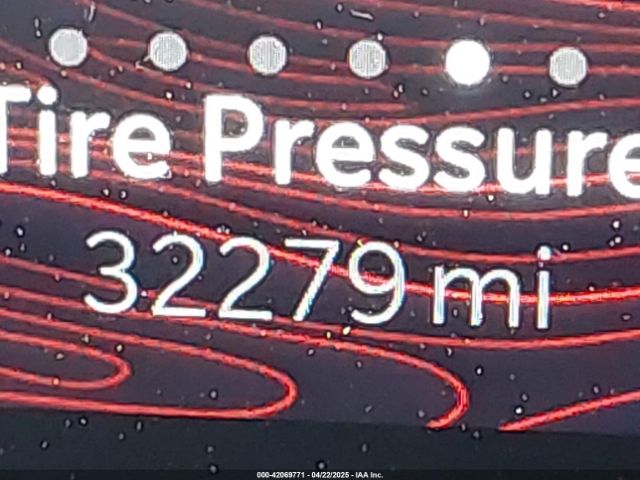 Tire Pressure
32279 mi
000-42069771 - 04/22/2025 - IAA Inc.